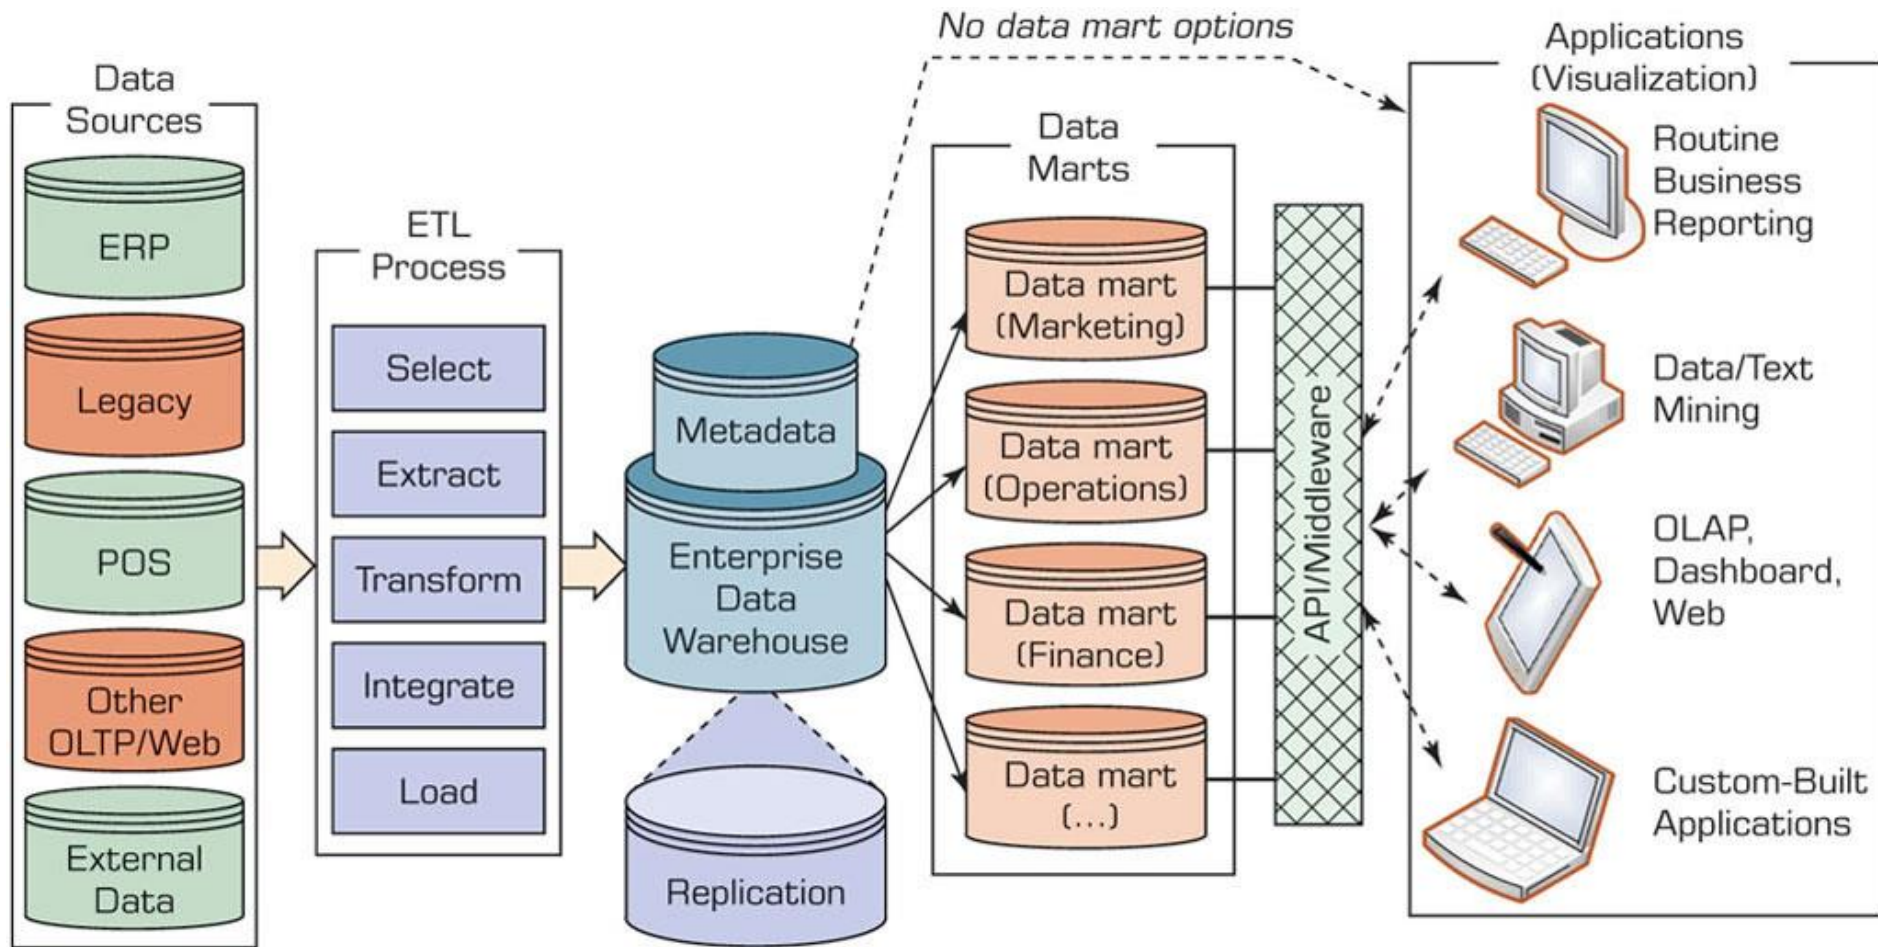 No data mart options
Data
Sources
ERP
Legacy
POS
Other
OLTP/Web
External
Data
ETL
Process
Select
Extract
Transform
Integrate
Load
Metadata
Enterprise
Data
Warehouse
Replication
Data
Marts
Data mart
(Marketing)
Data mart
(Operations)
Data mart
(Finance)
Data mart
(...)
API/Middleware
Applications
(Visualization)
Routine
Business
Reporting
Data/Text
Mining
OLAP,
Dashboard,
Web
Custom-Built
Applications